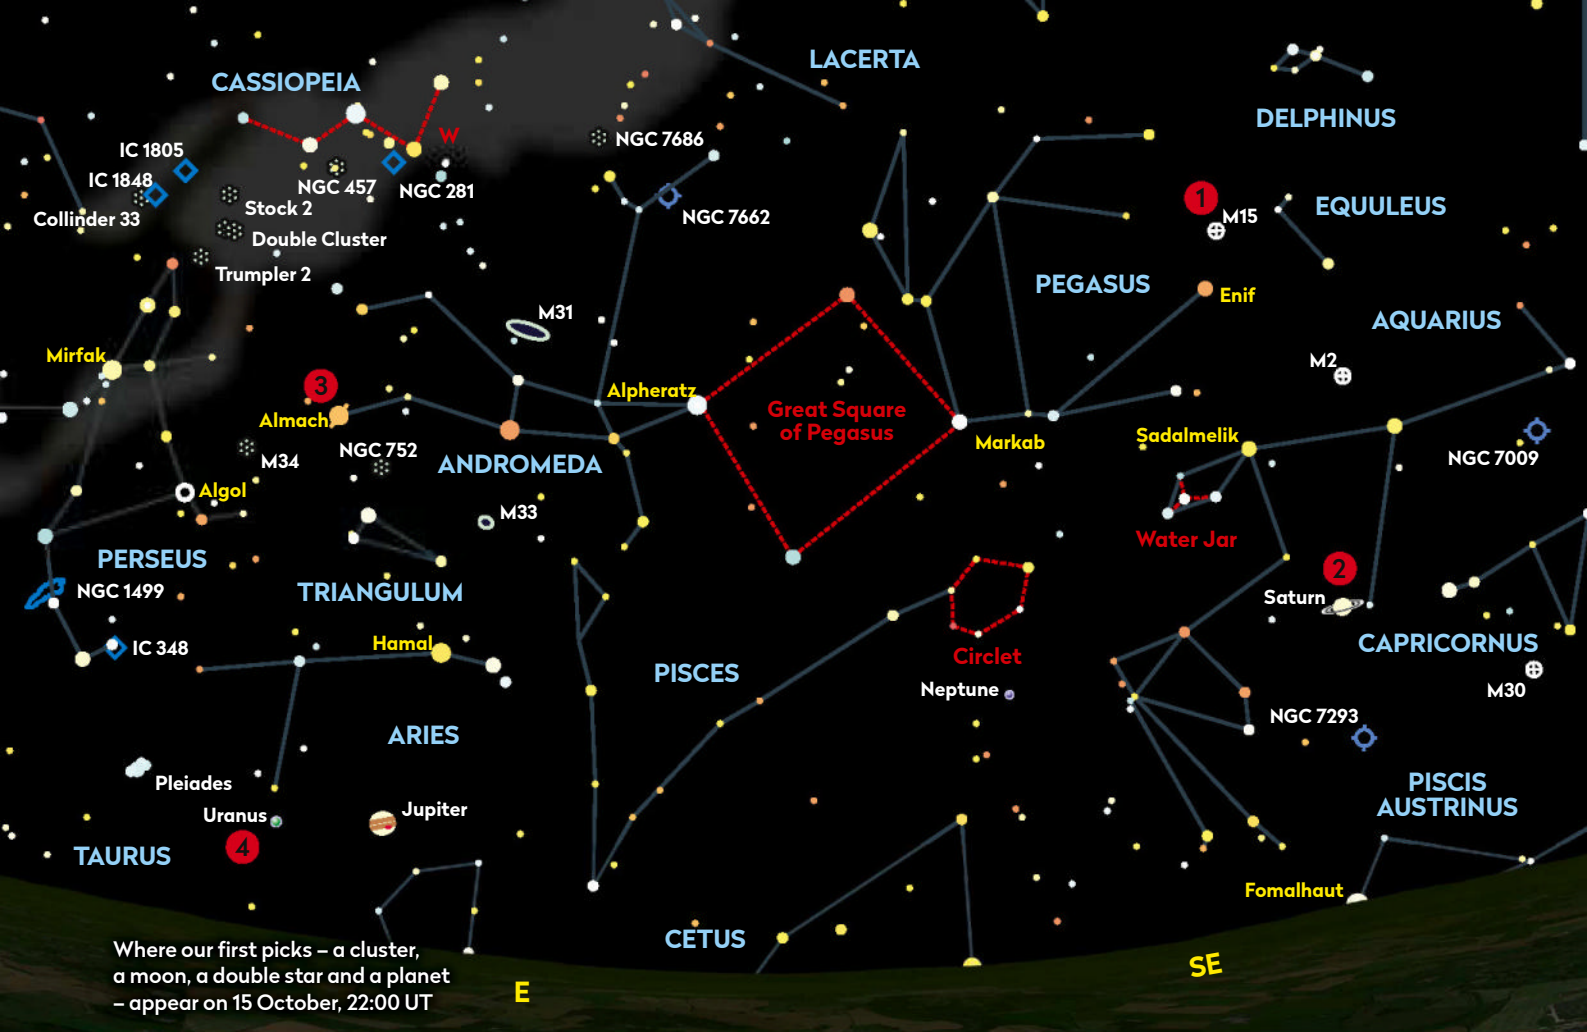 LACERTA
CASSIOPEIA
DELPHINUS
W
NGC 7686
IC 1805
IC 1848
NGC 457
NGC 281
Collinder 33
Stock 2
NGC 7662
1
M15
EQUULEUS
Double Cluster
Trumpler 2
PEGASUS
Enif
M31
AQUARIUS
Mirfak
M2
3
Alpheratz
Almach
Great Square
of Pegasus
Markab
Sadalmelik
NGC 752
M34
ANDROMEDA
NGC 7009
Algol
M33
Water Jar
PERSEUS
2
NGC 1499
TRIANGULUM
Saturn
Hamal
IC 348
CAPRICORNUS
Circlet
PISCES
Neptune
M30
NGC 7293
ARIES
Pleiades
PISCIS
AUSTRINUS
Uranus
Jupiter
4
TAURUS
Fomalhaut
CETUS
Where our first picks – a cluster,
a moon, a double star and a planet
– appear on 15 October, 22:00 UT
E
SE